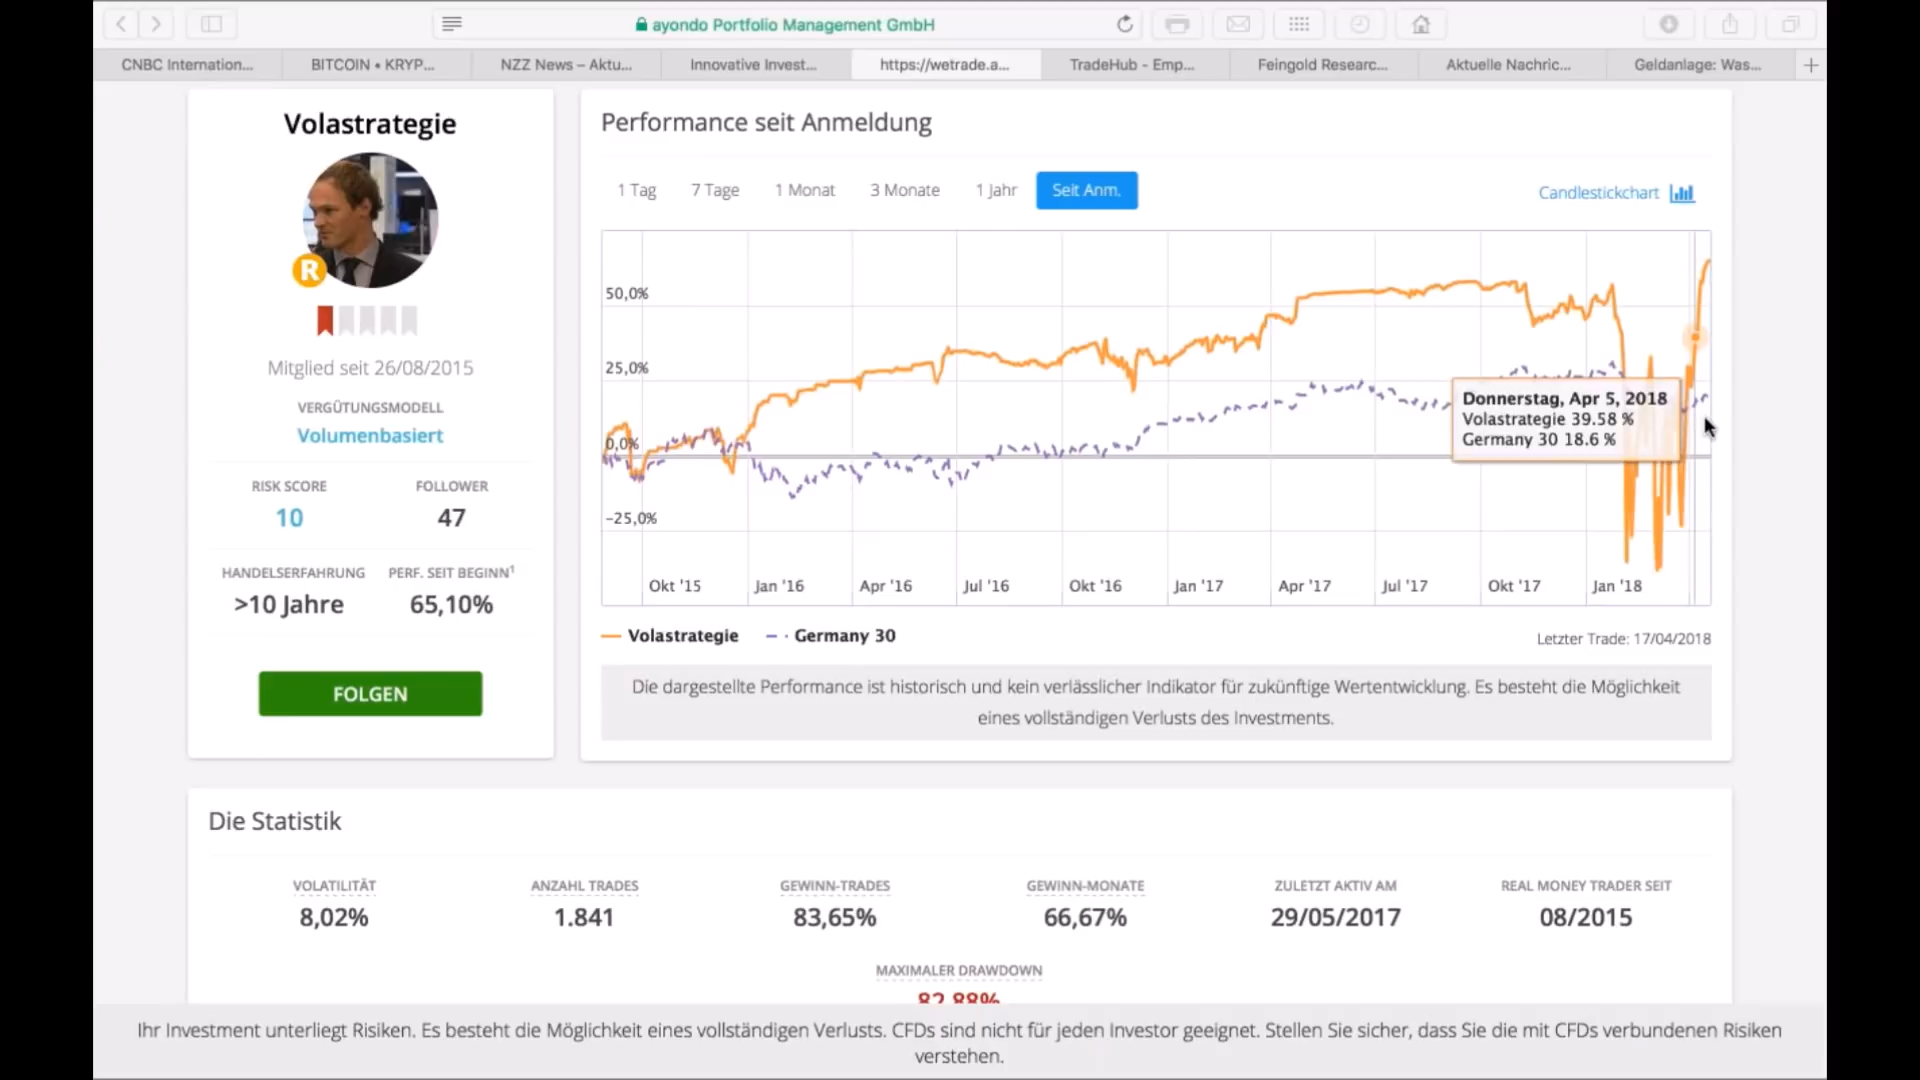 ayondo Portfolio Management GmbH
CNBC Internation... BITCOIN • KRYP... NZZ News – Aktu... Innovative Invest... https://wetrade.a... TradeHub - Emp... Feingold Researc... Aktuelle Nachric... Geldanlage: Was...
Volastrategie
R
Mitglied seit 26/08/2015
VERGÜTUNGSMODELL
Volumenbasiert
RISK SCORE FOLLOWER
10 47
HANDELSERFAHRUNG PERF. SEIT BEGINN¹
>10 Jahre 65,10%
FOLGEN
Performance seit Anmeldung
1 Tag 7 Tage 1 Monat 3 Monate 1 Jahr Seit Anm. Candlestickchart
50,0%
25,0%
0,0%
−25,0%
Donnerstag, Apr 5, 2018
Volastrategie 39.58 %
Germany 30 18.6 %
Okt '15 Jan '16 Apr '16 Jul '16 Okt '16 Jan '17 Apr '17 Jul '17 Okt '17 Jan '18
Volastrategie Germany 30 Letzter Trade: 17/04/2018
Die dargestellte Performance ist historisch und kein verlässlicher Indikator für zukünftige Wertentwicklung. Es besteht die Möglichkeit
eines vollständigen Verlusts des Investments.
Die Statistik
VOLATILITÄT ANZAHL TRADES GEWINN-TRADES GEWINN-MONATE ZULETZT AKTIV AM REAL MONEY TRADER SEIT
8,02% 1.841 83,65% 66,67% 29/05/2017 08/2015
MAXIMALER DRAWDOWN
82,88%
Ihr Investment unterliegt Risiken. Es besteht die Möglichkeit eines vollständigen Verlusts. CFDs sind nicht für jeden Investor geeignet. Stellen Sie sicher, dass Sie die mit CFDs verbundenen Risiken
verstehen.